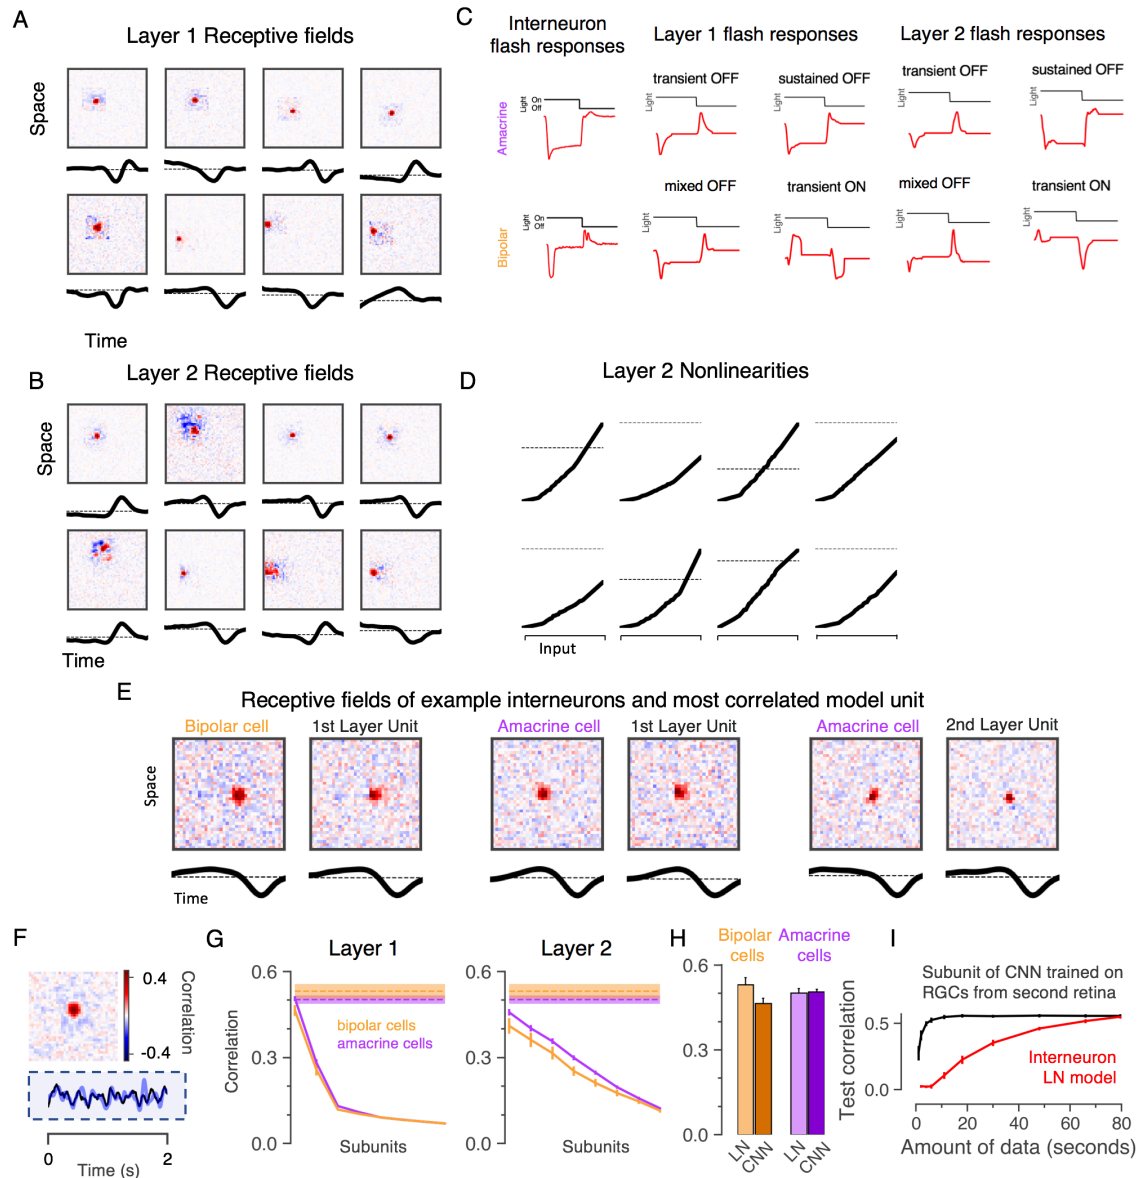 A
Layer 1 Receptive fields
Space
Time
B
Layer 2 Receptive fields
Space
Time
C
Interneuron
flash responses
Layer 1 flash responses
Layer 2 flash responses
Amacrine
Light
On
Off
transient OFF
Light
sustained OFF
Light
transient OFF
Light
sustained OFF
Light
Bipolar
Light
On
Off
mixed OFF
Light
transient ON
Light
mixed OFF
Light
transient ON
Light
D
Layer 2 Nonlinearities
Input
E
Receptive fields of example interneurons and most correlated model unit
Bipolar cell
1st Layer Unit
Amacrine cell
1st Layer Unit
Amacrine cell
2nd Layer Unit
Space
Time
F
0.4
-0.4
Correlation
0
2
Time (s)
G
Layer 1
Layer 2
0.6
0.3
0.0
Correlation
bipolar cells
amacrine cells
Subunits
0.6
0.3
0.0
Subunits
H
Bipolar
cells
Amacrine
cells
0.6
0.3
0.0
LN
CNN
LN
CNN
I
Test correlation
Subunit of CNN trained on
RGCs from second retina
0.5
0.0
Interneuron
LN model
0 20 40 60 80
Amount of data (seconds)